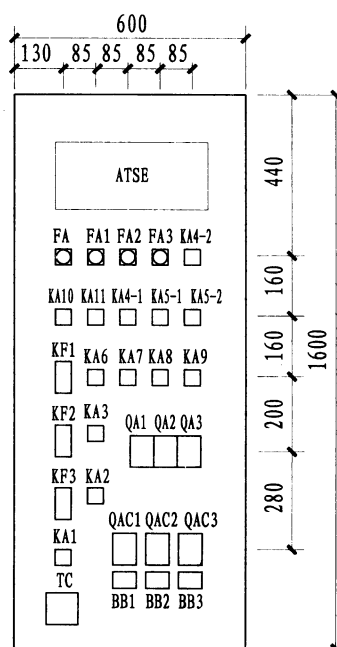 600
130 85 85 85 85
ATSE
440
FA FA1 FA2 FA3 KA4-2
160
KA10 KA11 KA4-1 KA5-1 KA5-2
160
1600
KF1 KA6 KA7 KA8 KA9
KF2 KA3 QA1 QA2 QA3
200
KF3 KA2
280
KA1 QAC1 QAC2 QAC3
TC BB1 BB2 BB3